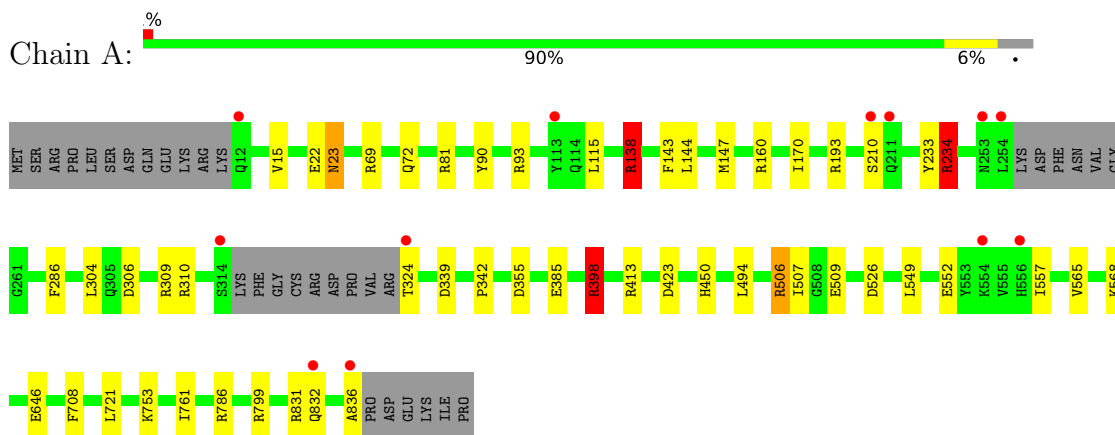 .%
Chain A:
90% 6% •
MET SER ARG PRO LEU SER ASP GLN GLU LYS ARG LYS Q12 V15 E22 N23 R69 Q72 R81 Y90 R93 Y113 Q114 L115 R138 F143 L144 M147 R160 I170 R193 S210 Q211 Y233 R234 N253 L254 LYS ASP PHE ASN VAL GLY
G261 F286 L304 Q305 D306 R309 R310 S314 LYS PHE GLY CYS ARG ASP PRO VAL ARG T324 D339 P342 D355 E385 R398 R413 D423 H450 L494 R506 I507 G508 E509 D526 L549 E552 Y553 K554 V555 H556 I557 V565 K568
E646 F708 L721 K753 I761 R786 R799 R831 Q832 A836 PRO ASP GLU LYS ILE PRO